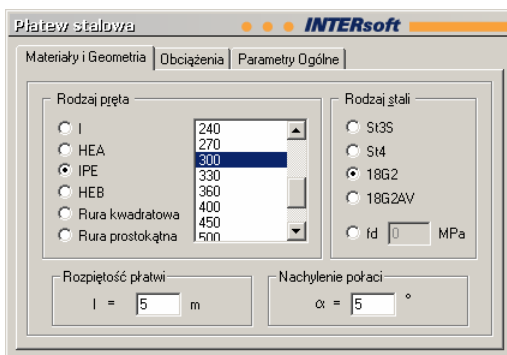 Płatew stalowa INTERsoft
Materiały i Geometria Obciążenia Parametry Ogólne
Rodzaj pręta
I
HEA
IPE
HEB
Rura kwadratowa
Rura prostokątna
240
270
300
330
360
400
450
500
Rodzaj stali
St3S
St4
18G2
18G2AV
fd 0 MPa
Rozpiętość płatwi
l = 5 m
Nachylenie połaci
α = 5 °